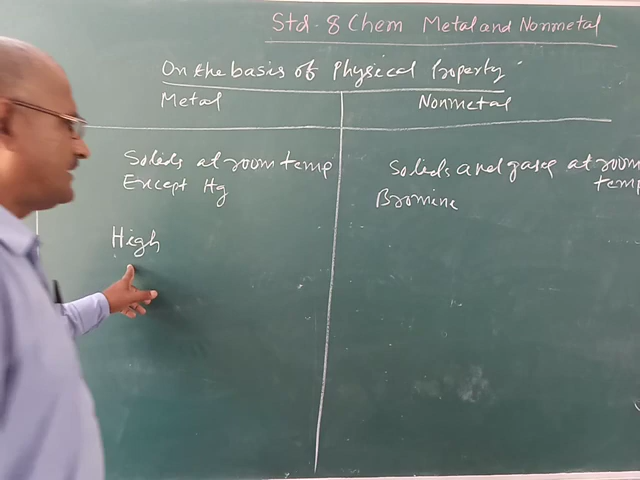 Std-8 Chem Metal and Nonmetal
On the basis of Physical Property
Metal Nonmetal
Solids at room temp Solids and gases at room temp
Except Hg Bromine
High